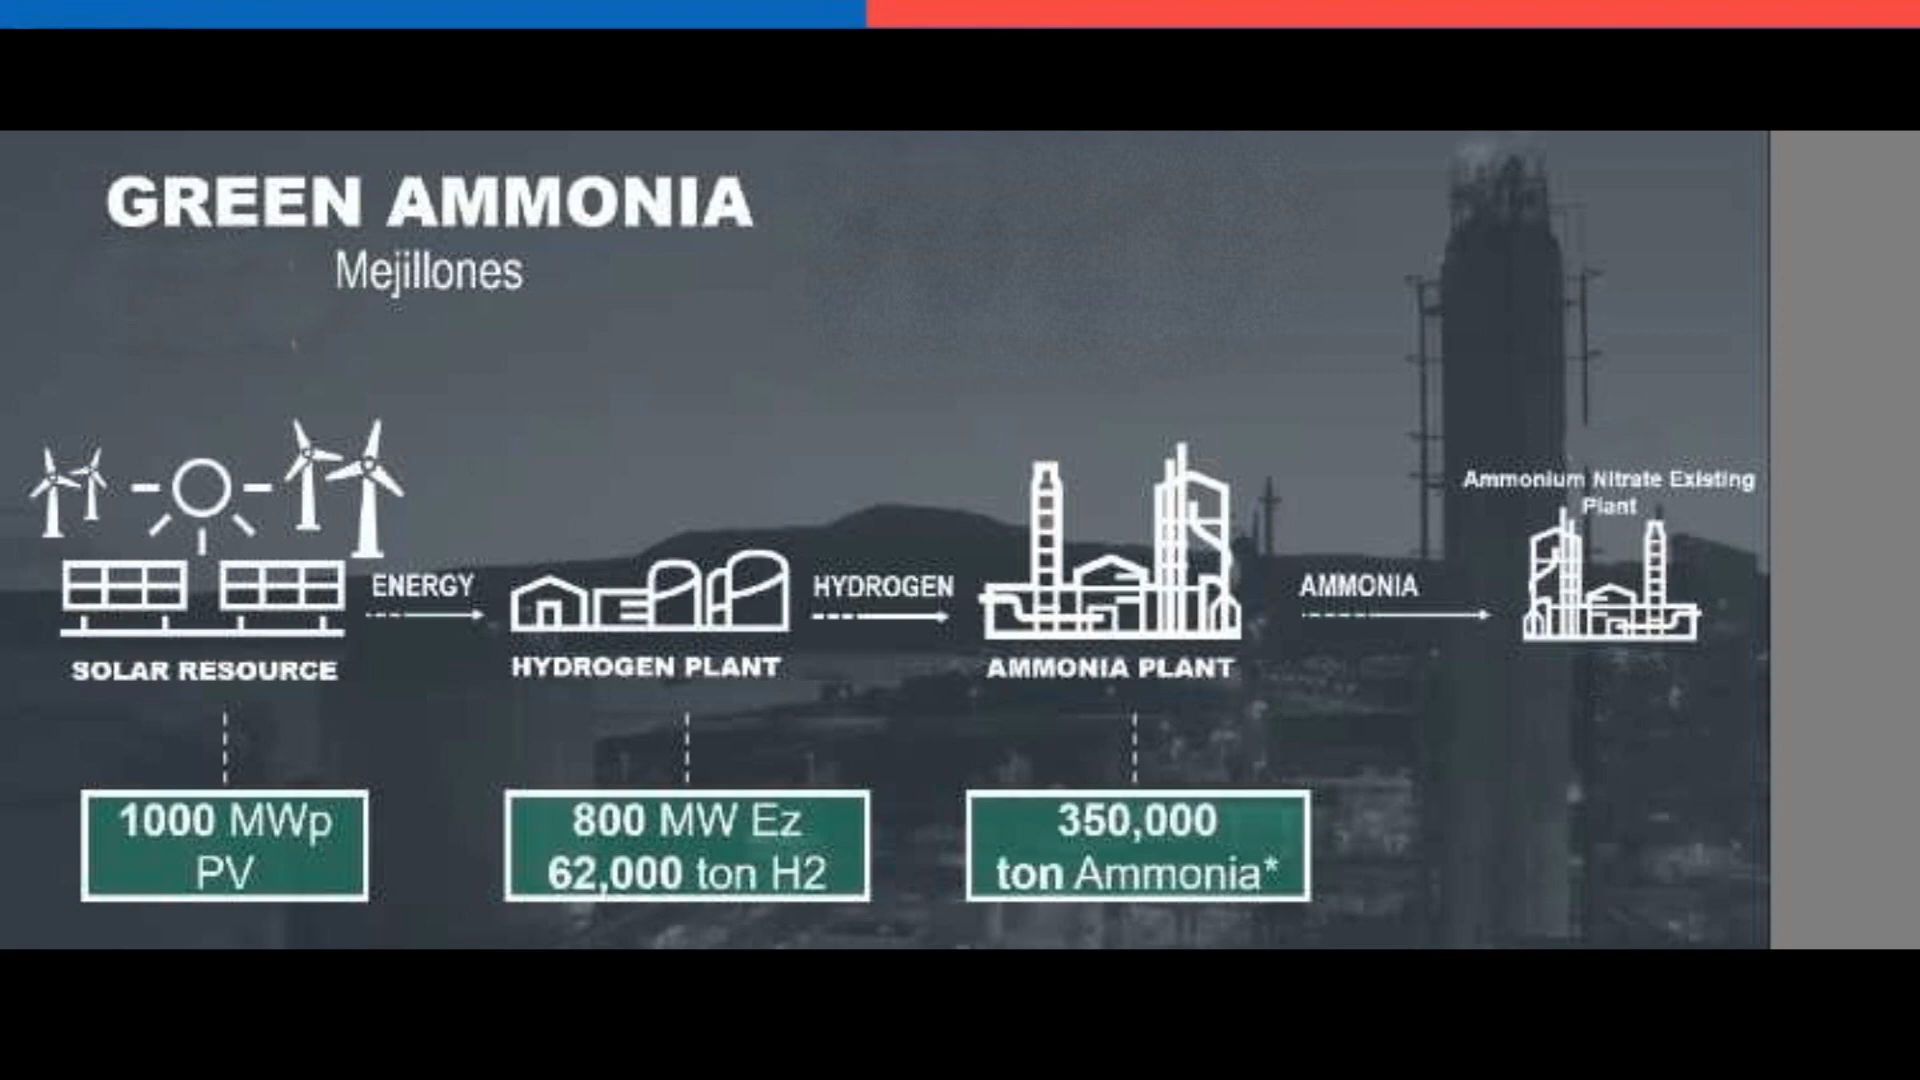 GREEN AMMONIA
Mejillones
Ammonium Nitrate Existing
Plant
ENERGY
HYDROGEN
AMMONIA
SOLAR RESOURCE
HYDROGEN PLANT
AMMONIA PLANT
1000 MWp
PV
800 MW Ez
62,000 ton H2
350,000
ton Ammonia*